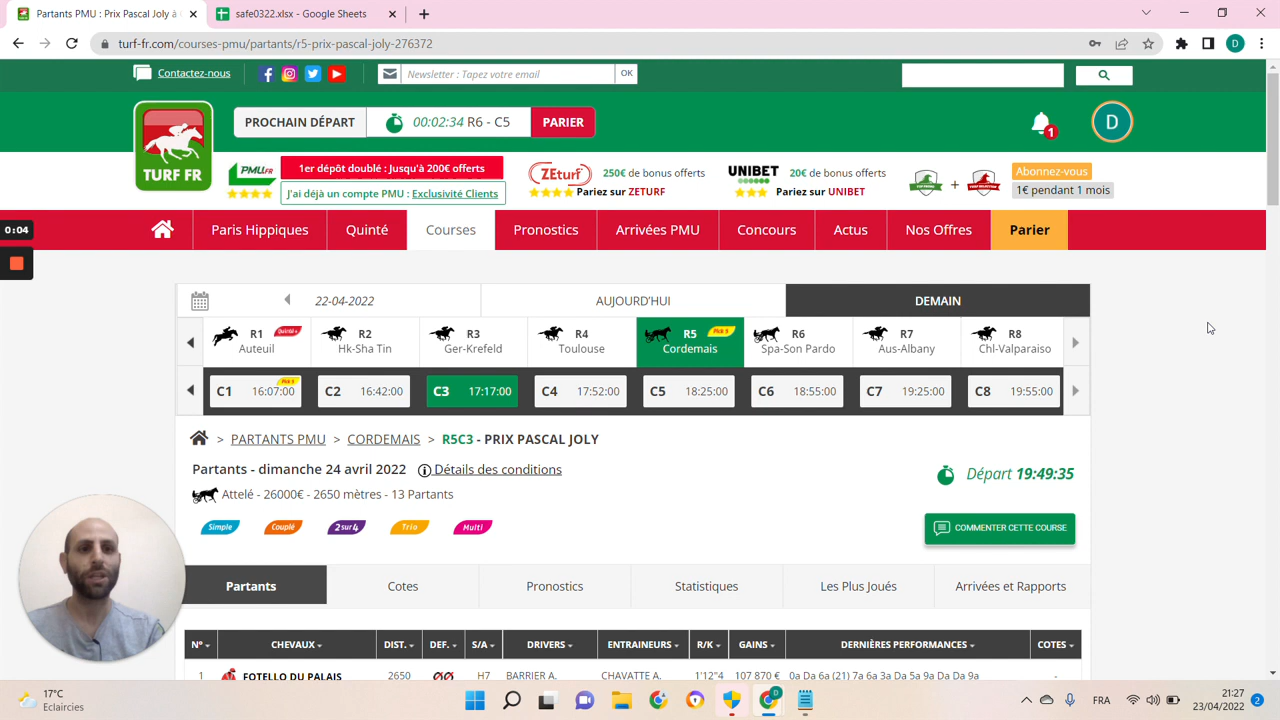 Partants PMU : Prix Pascal Joly à
safe0322.xlsx - Google Sheets
turf-fr.com/courses-pmu/partants/r5-prix-pascal-joly-276372
D
Contactez-nous
Newsletter : Tapez votre email
OK
TURF FR
PROCHAIN DÉPART
00:02:34 R6 - C5
PARIER
1
D
PMU.FR
1er dépôt doublé : Jusqu'à 200€ offerts
J'ai déjà un compte PMU : Exclusivité Clients
ZEturf
250€ de bonus offerts
Pariez sur ZETURF
UNIBET
20€ de bonus offerts
Pariez sur UNIBET
+
Abonnez-vous
1€ pendant 1 mois
0:04
Paris Hippiques
Quinté
Courses
Pronostics
Arrivées PMU
Concours
Actus
Nos Offres
Parier
22-04-2022
AUJOURD'HUI
DEMAIN
R1 Quinté+
Auteuil
R2
Hk-Sha Tin
R3
Ger-Krefeld
R4
Toulouse
R5 Pick 5
Cordemais
R6
Spa-Son Pardo
R7
Aus-Albany
R8
Chl-Valparaiso
C1 16:07:00 Pick 5
C2 16:42:00
C3 17:17:00
C4 17:52:00
C5 18:25:00
C6 18:55:00
C7 19:25:00
C8 19:55:00
> PARTANTS PMU > CORDEMAIS > R5C3 - PRIX PASCAL JOLY
Partants - dimanche 24 avril 2022 Détails des conditions
Départ 19:49:35
Attelé - 26000€ - 2650 mètres - 13 Partants
Simple
Couplé
2sur4
Trio
Multi
COMMENTER CETTE COURSE
Partants
Cotes
Pronostics
Statistiques
Les Plus Joués
Arrivées et Rapports
N° CHEVAUX DIST. DEF. S/A DRIVERS ENTRAINEURS R/K GAINS DERNIÈRES PERFORMANCES COTES
1 FOTELLO DU PALAIS 2650 H7 BARRIER A. CHAVATTE A. 1'12"4 107 870 € 0a Da 6a (21) 7a 6a 3a Da 5a 9a Da Da 9a -
17°C
Eclaircies
FRA
21:27
23/04/2022
2